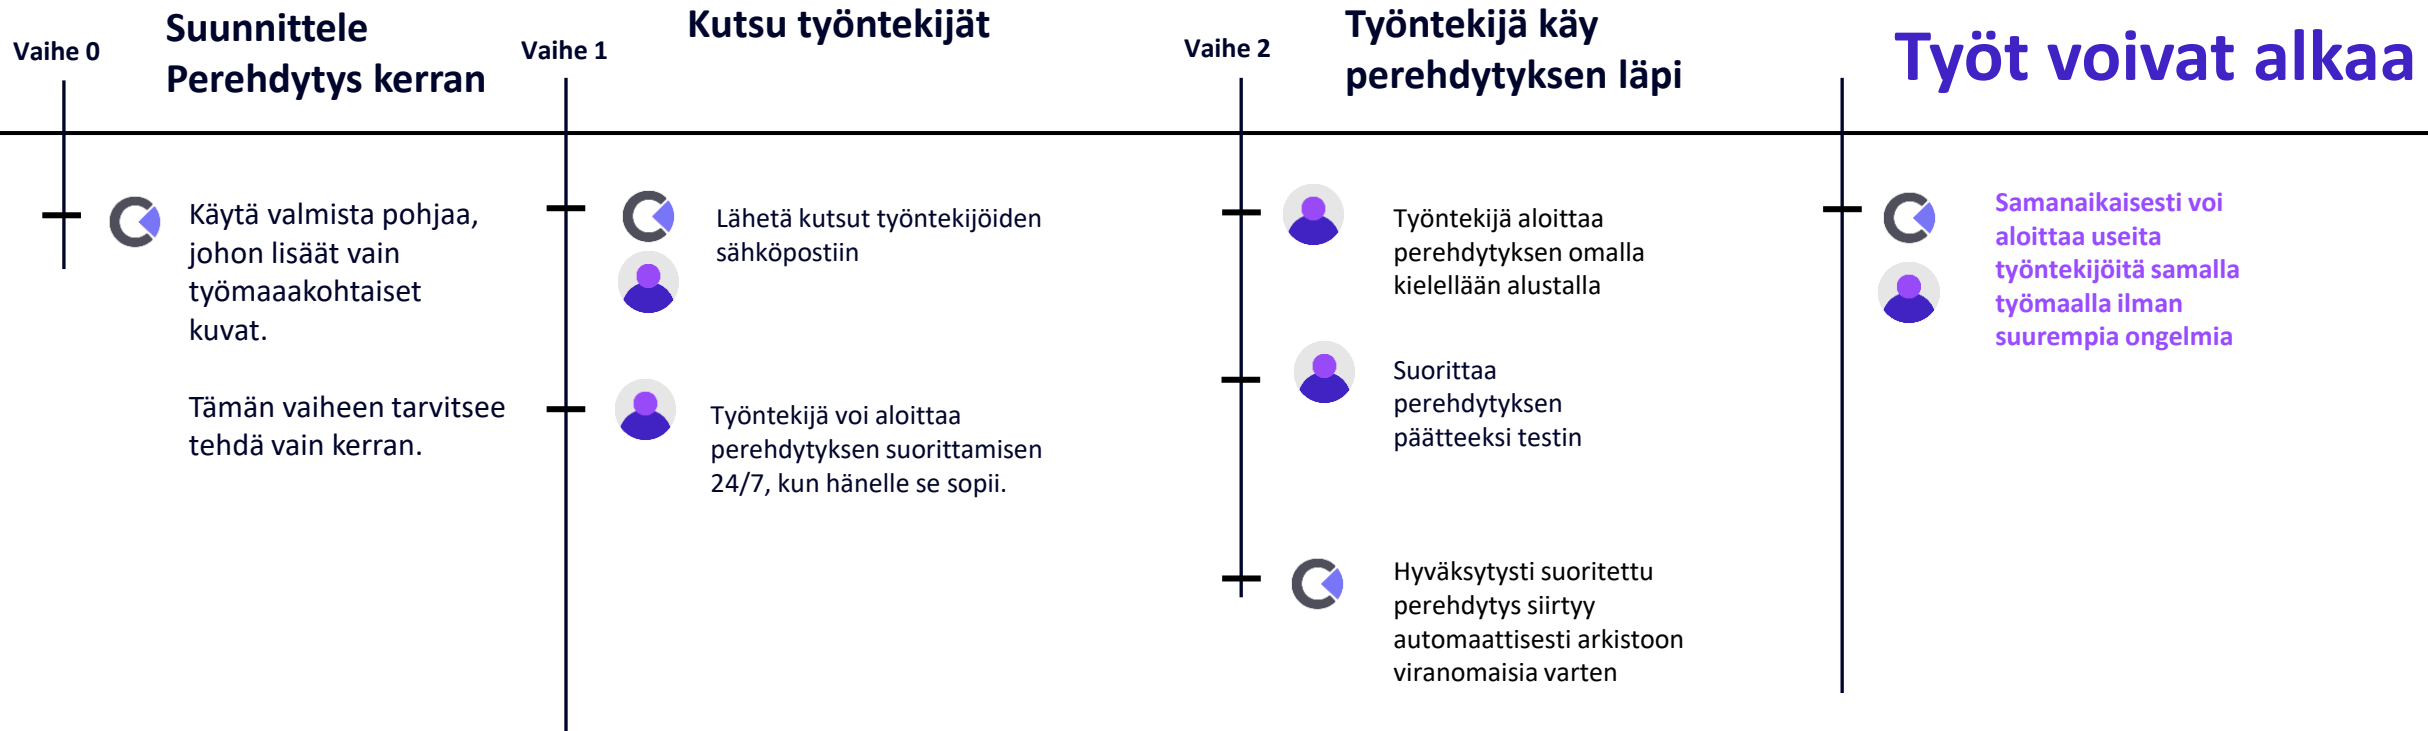 Vaihe 0
Suunnittele
Perehdytys kerran
Käytä valmista pohjaa,
johon lisäät vain
työmaaakohtaiset
kuvat.
Tämän vaiheen tarvitsee
tehdä vain kerran.
Vaihe 1
Kutsu työntekijät
Lähetä kutsut työntekijöiden
sähköpostiin
Työntekijä voi aloittaa
perehdytyksen suorittamisen
24/7, kun hänelle se sopii.
Vaihe 2
Työntekijä käy
perehdytyksen läpi
Työntekijä aloittaa
perehdytyksen omalla
kielellään alustalla
Suorittaa
perehdytyksen
päätteeksi testin
Hyväksytysti suoritettu
perehdytys siirtyy
automaattisesti arkistoon
viranomaisia varten
Työt voivat alkaa
Samanaikaisesti voi
aloittaa useita
työntekijöitä samalla
työmaalla ilman
suurempia ongelmia